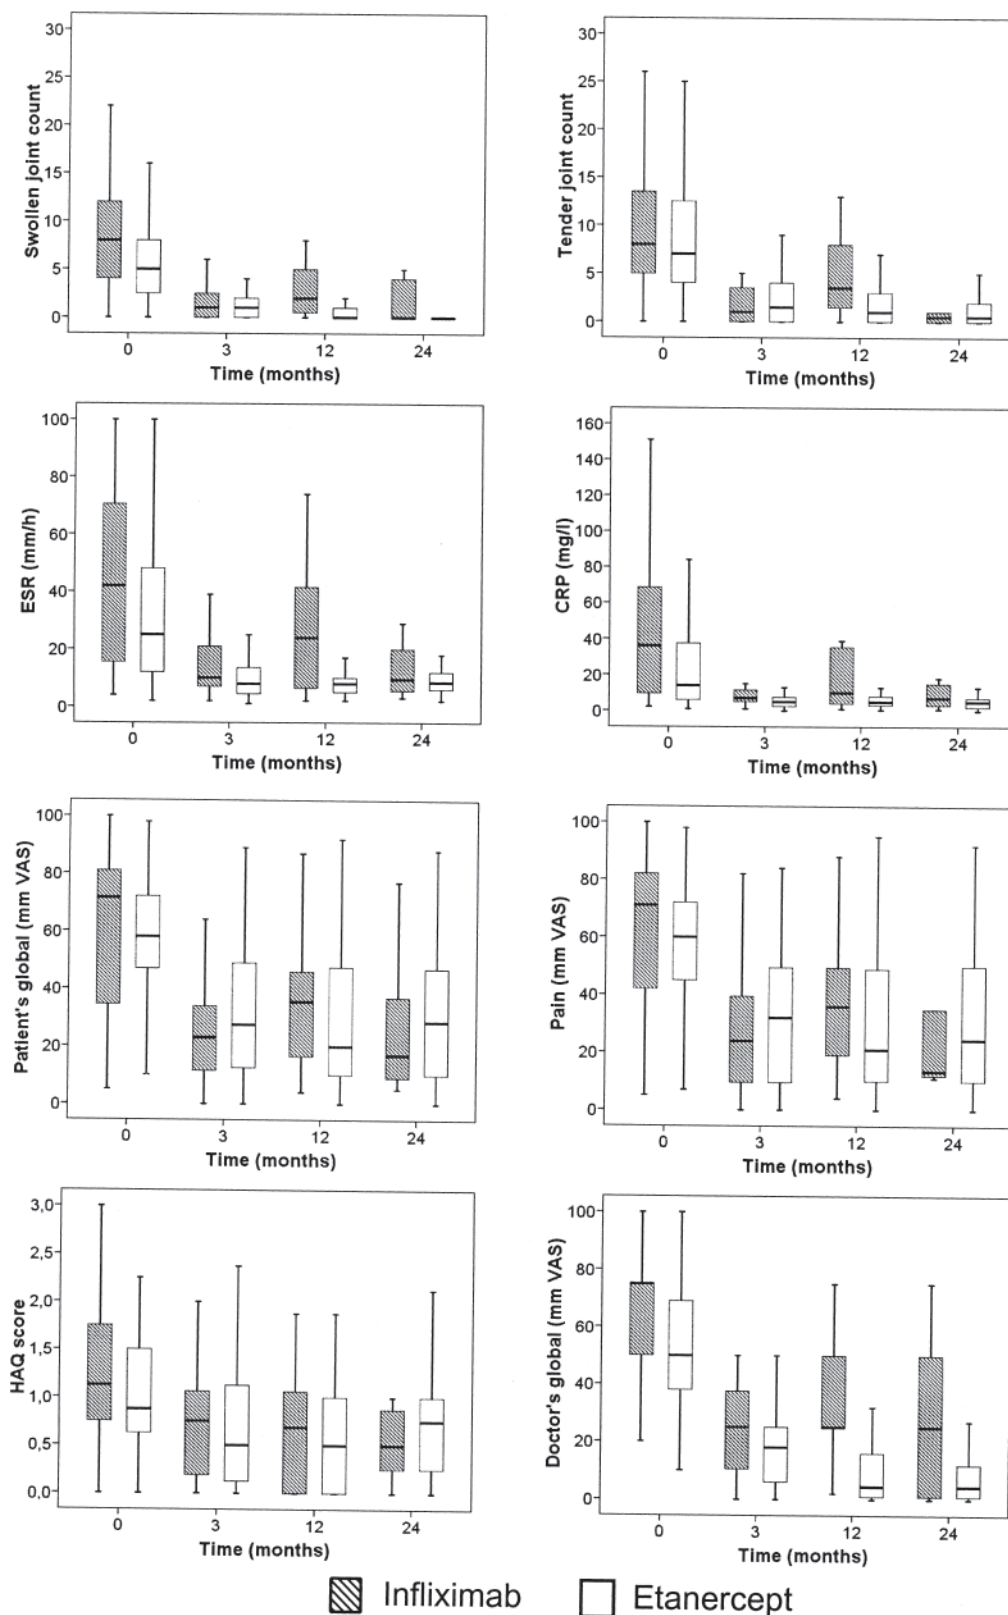 Swollen joint count
30
25
20
15
10
5
0
0 3 12 24
Time (months)
Tender joint count
30
25
20
15
10
5
0
0 3 12 24
Time (months)
ESR (mm/h)
100
80
60
40
20
0
0 3 12 24
Time (months)
CRP (mg/l)
160
140
120
100
80
60
40
20
0
0 3 12 24
Time (months)
Patient's global (mm VAS)
100
80
60
40
20
0
0 3 12 24
Time (months)
Pain (mm VAS)
100
80
60
40
20
0
0 3 12 24
Time (months)
HAQ score
3,0
2,5
2,0
1,5
1,0
0,5
0,0
0 3 12 24
Time (months)
Doctor's global (mm VAS)
100
80
60
40
20
0
0 3 12 24
Time (months)
Infliximab Etanercept